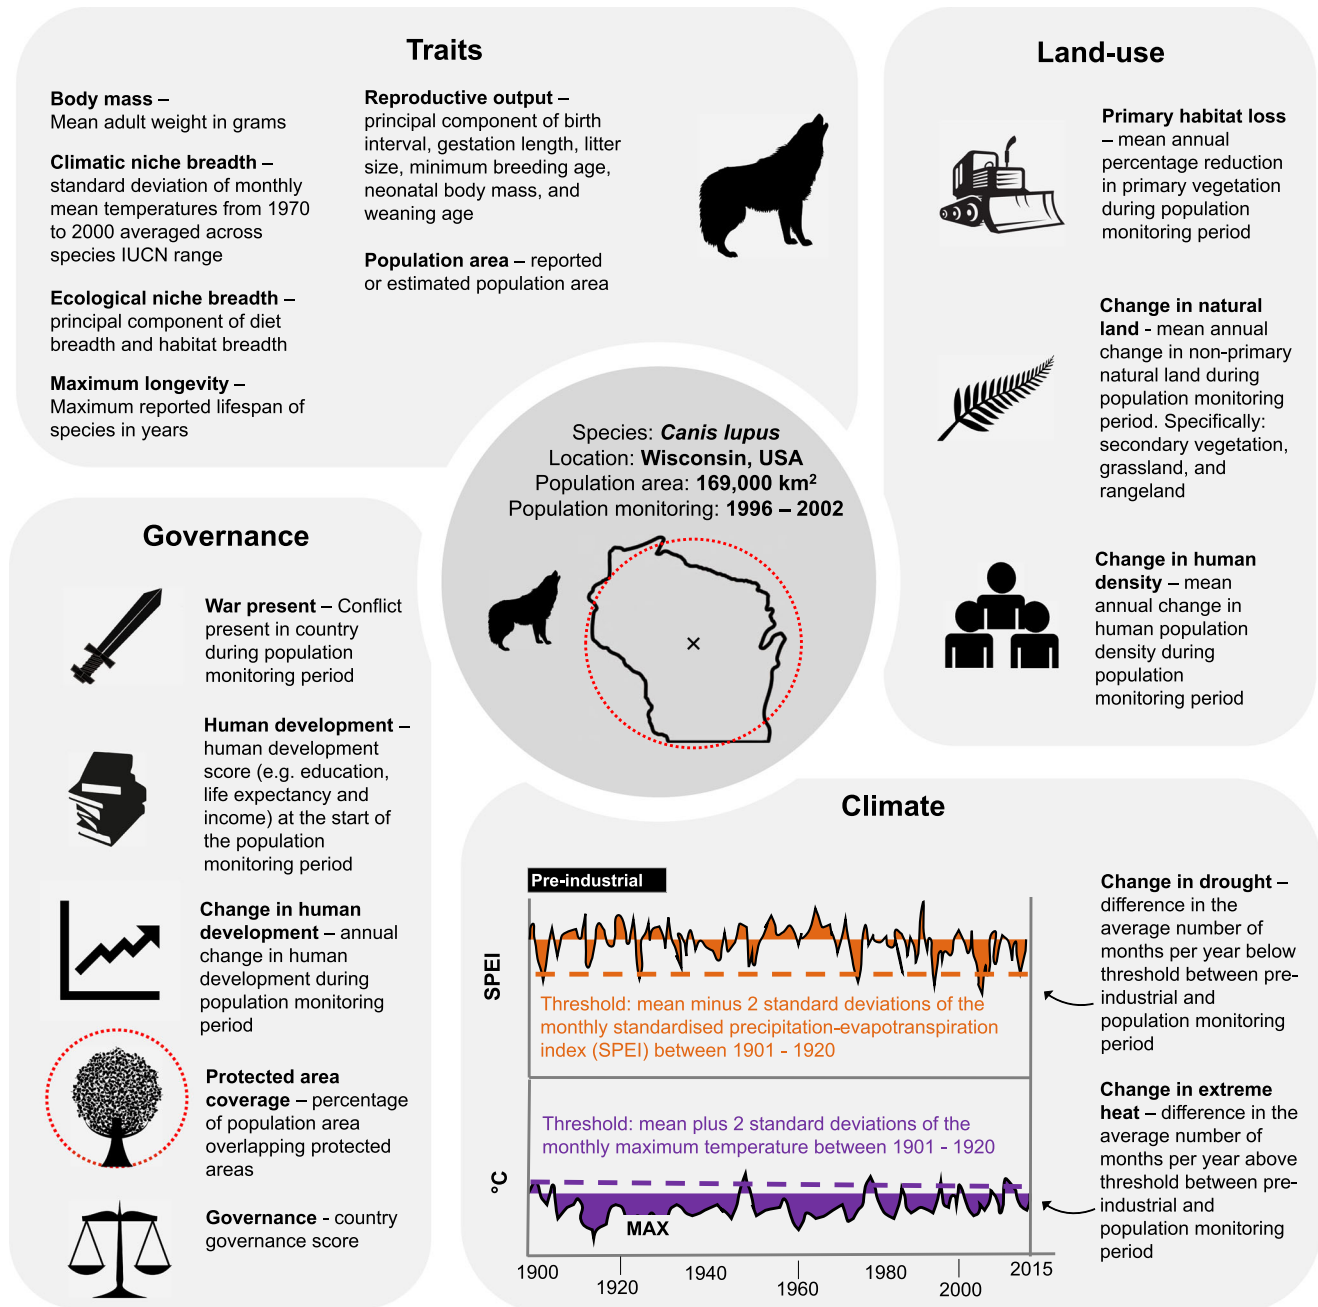 Traits
Body mass –
Mean adult weight in grams
Climatic niche breadth –
standard deviation of monthly
mean temperatures from 1970
to 2000 averaged across
species IUCN range
Ecological niche breadth –
principal component of diet
breadth and habitat breadth
Maximum longevity –
Maximum reported lifespan of
species in years
Reproductive output –
principal component of birth
interval, gestation length, litter
size, minimum breeding age,
neonatal body mass, and
weaning age
Population area – reported
or estimated population area
Land-use
Primary habitat loss
– mean annual
percentage reduction
in primary vegetation
during population
monitoring period
Change in natural
land - mean annual
change in non-primary
natural land during
population monitoring
period. Specifically:
secondary vegetation,
grassland, and
rangeland
Change in human
density – mean
annual change in
human population
density during
population
monitoring period
Species: Canis lupus
Location: Wisconsin, USA
Population area: 169,000 km²
Population monitoring: 1996 – 2002
Governance
War present – Conflict
present in country
during population
monitoring period
Human development –
human development
score (e.g. education,
life expectancy and
income) at the start of
the population
monitoring period
Change in human
development – annual
change in human
development during
population monitoring
period
Protected area
coverage – percentage
of population area
overlapping protected
areas
Governance - country
governance score
Climate
Pre-industrial
SPEI
Threshold: mean minus 2 standard deviations of the
monthly standardised precipitation-evapotranspiration
index (SPEI) between 1901 - 1920
Threshold: mean plus 2 standard deviations of the
monthly maximum temperature between 1901 - 1920
°C
MAX
1900
1920
1940
1960
1980
2000
2015
Change in drought –
difference in the
average number of
months per year below
threshold between pre-
industrial and
population monitoring
period
Change in extreme
heat – difference in the
average number of
months per year above
threshold between pre-
industrial and
population monitoring
period